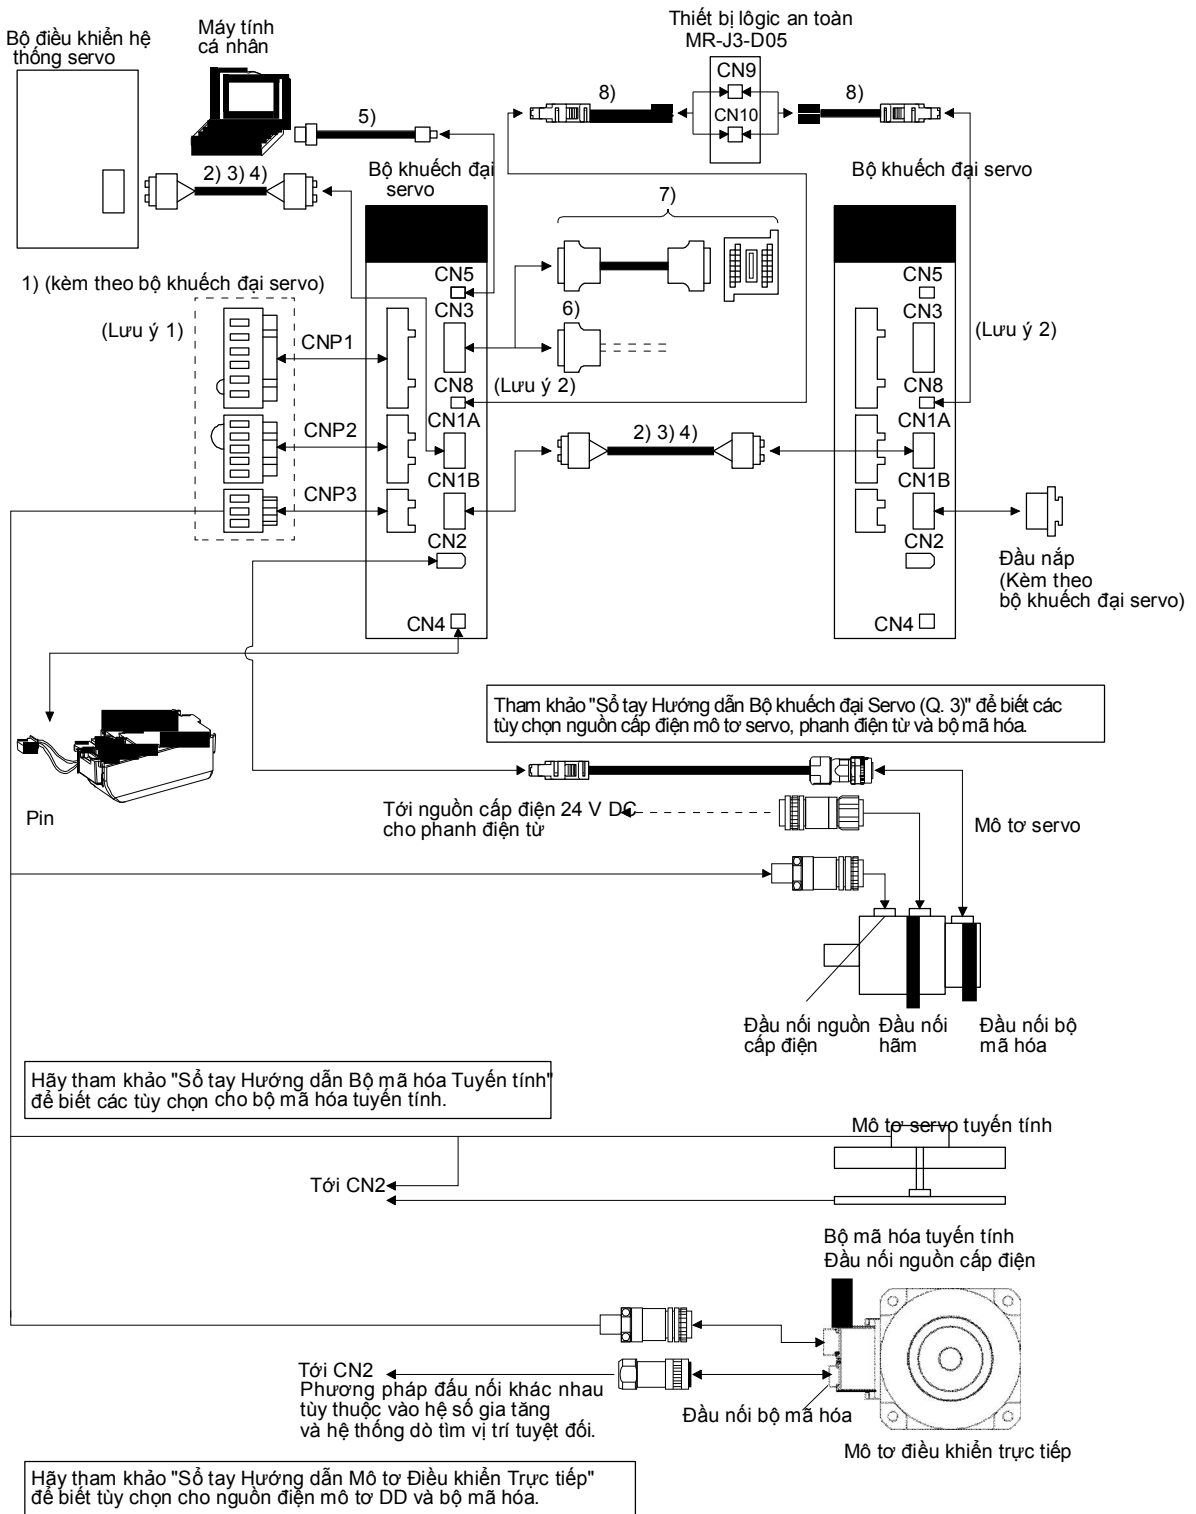 Thiết bị lôgic an toàn
MR-J3-D05
Bộ điều khiển hệ
thống servo
Máy tính
cá nhân
CN9
CN10
8)
8)
5)
2) 3) 4)
Bộ khuếch đại
servo
Bộ khuếch đại servo
7)
1) (kèm theo bộ khuếch đại servo)
(Lưu ý 1)
CNP1
CNP2
CNP3
CN5
CN3
CN8
CN1A
CN1B
CN2
CN4
6)
(Lưu ý 2)
2) 3) 4)
CN5
CN3
CN8
CN1A
CN1B
CN2
CN4
(Lưu ý 2)
Đầu nắp
(Kèm theo
bộ khuếch đại servo)
Tham khảo "Sổ tay Hướng dẫn Bộ khuếch đại Servo (Q. 3)" để biết các
tùy chọn nguồn cấp điện mô tơ servo, phanh điện từ và bộ mã hóa.
Pin
Tới nguồn cấp điện 24 V DC
cho phanh điện từ
Mô tơ servo
Đầu nối nguồn
cấp điện
Đầu nối
hãm
Đầu nối bộ
mã hóa
Hãy tham khảo "Sổ tay Hướng dẫn Bộ mã hóa Tuyến tính"
để biết các tùy chọn cho bộ mã hóa tuyến tính.
Mô tơ servo tuyến tính
Tới CN2
Bộ mã hóa tuyến tính
Đầu nối nguồn cấp điện
Tới CN2
Phương pháp đấu nối khác nhau
tùy thuộc vào hệ số gia tăng
và hệ thống dò tìm vị trí tuyệt đối.
Đầu nối bộ mã hóa
Mô tơ điều khiển trực tiếp
Hãy tham khảo "Sổ tay Hướng dẫn Mô tơ Điều khiển Trực tiếp"
để biết tùy chọn cho nguồn điện mô tơ DD và bộ mã hóa.